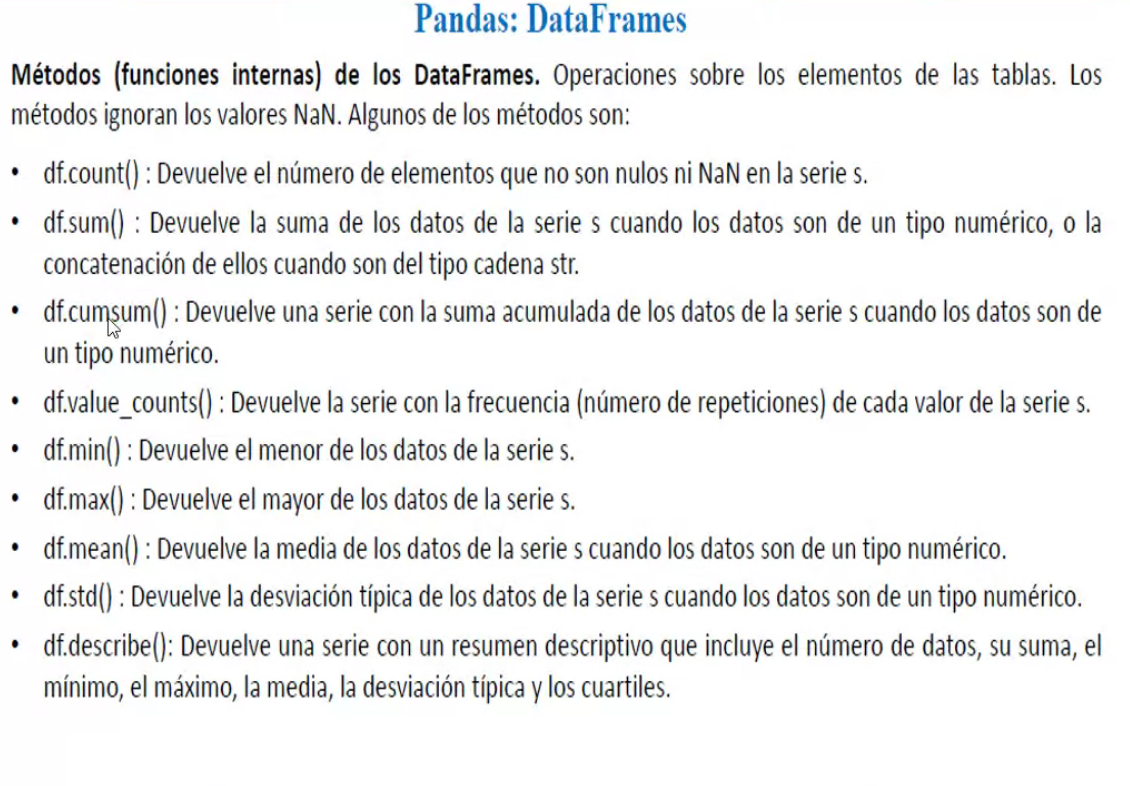 Pandas: DataFrames
Métodos (funciones internas) de los DataFrames. Operaciones sobre los elementos de las tablas. Los
métodos ignoran los valores NaN. Algunos de los métodos son:
• df.count() : Devuelve el número de elementos que no son nulos ni NaN en la serie s.
• df.sum() : Devuelve la suma de los datos de la serie s cuando los datos son de un tipo numérico, o la
concatenación de ellos cuando son del tipo cadena str.
• df.cumsum() : Devuelve una serie con la suma acumulada de los datos de la serie s cuando los datos son de
un tipo numérico.
• df.value_counts() : Devuelve la serie con la frecuencia (número de repeticiones) de cada valor de la serie s.
• df.min() : Devuelve el menor de los datos de la serie s.
• df.max() : Devuelve el mayor de los datos de la serie s.
• df.mean() : Devuelve la media de los datos de la serie s cuando los datos son de un tipo numérico.
• df.std() : Devuelve la desviación típica de los datos de la serie s cuando los datos son de un tipo numérico.
• df.describe(): Devuelve una serie con un resumen descriptivo que incluye el número de datos, su suma, el
mínimo, el máximo, la media, la desviación típica y los cuartiles.